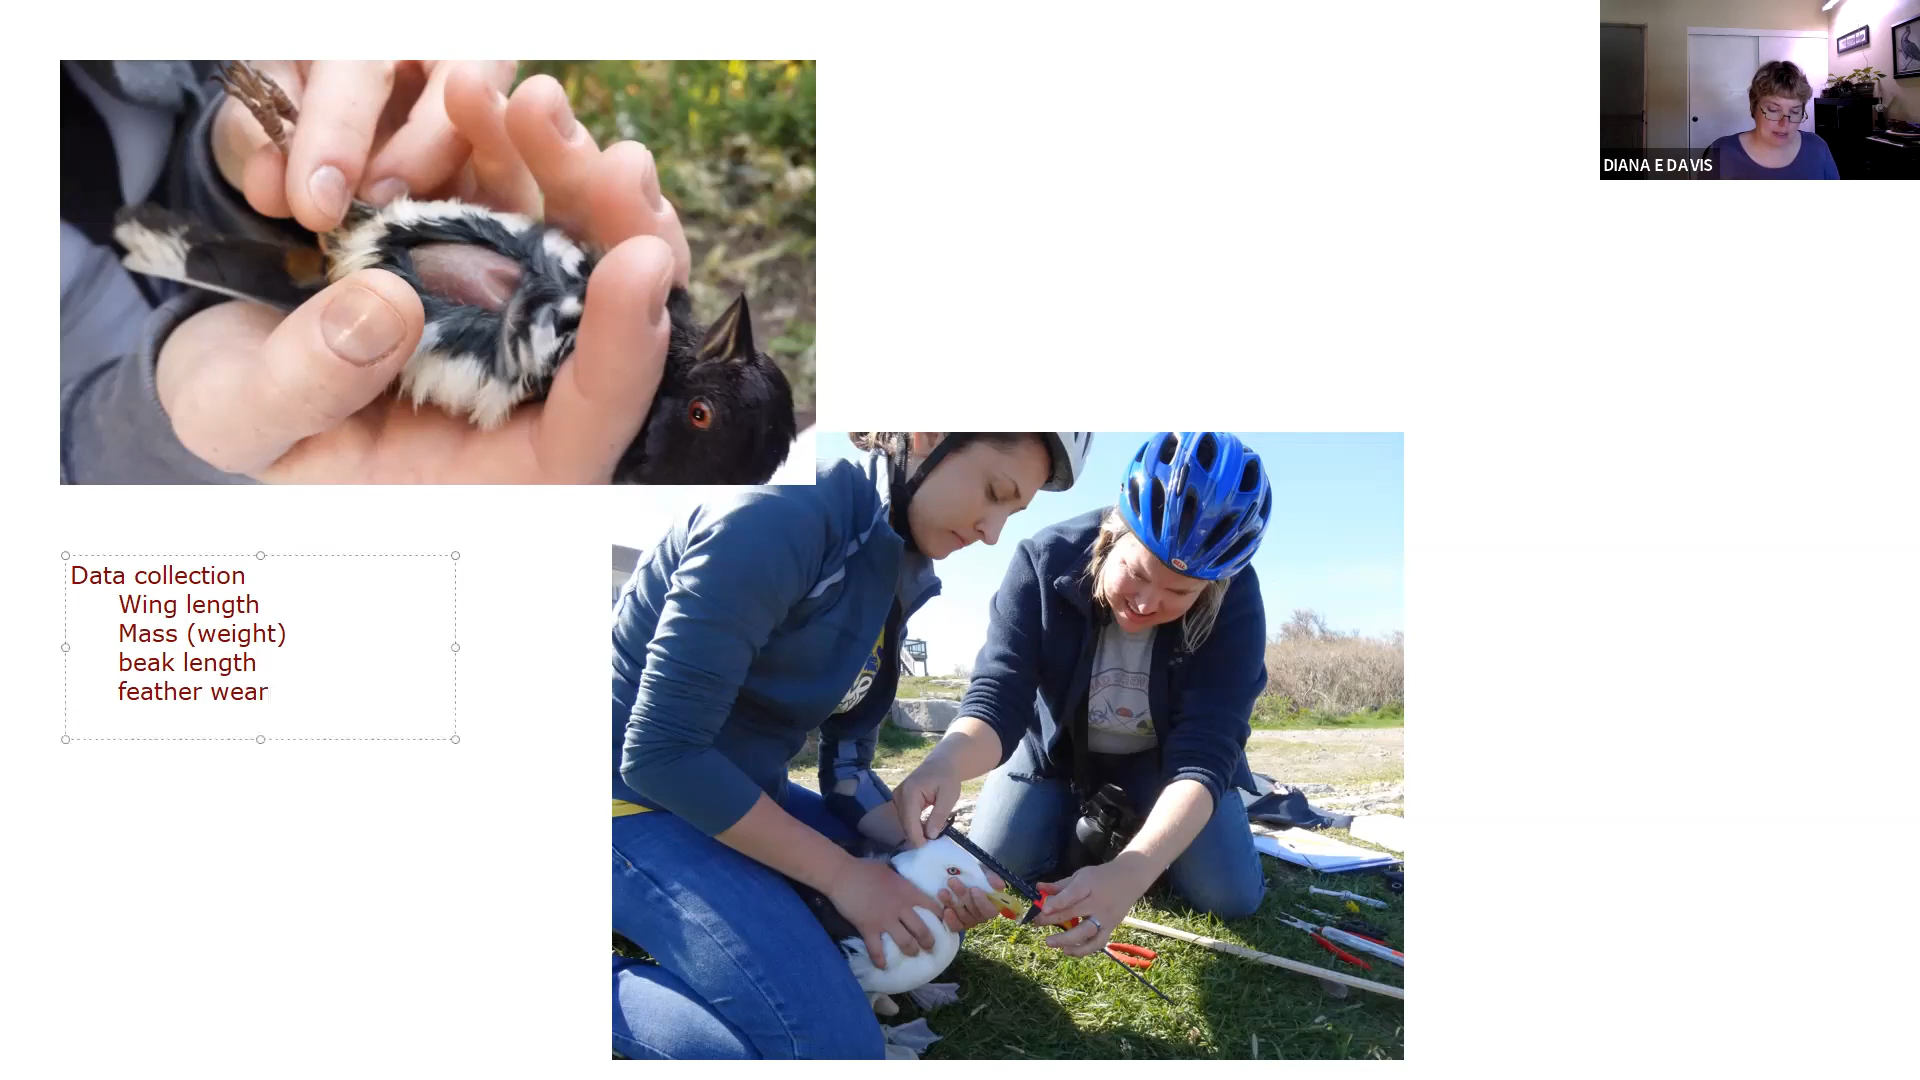 DIANA E DAVIS
Data collection
Wing length
Mass (weight)
beak length
feather wear